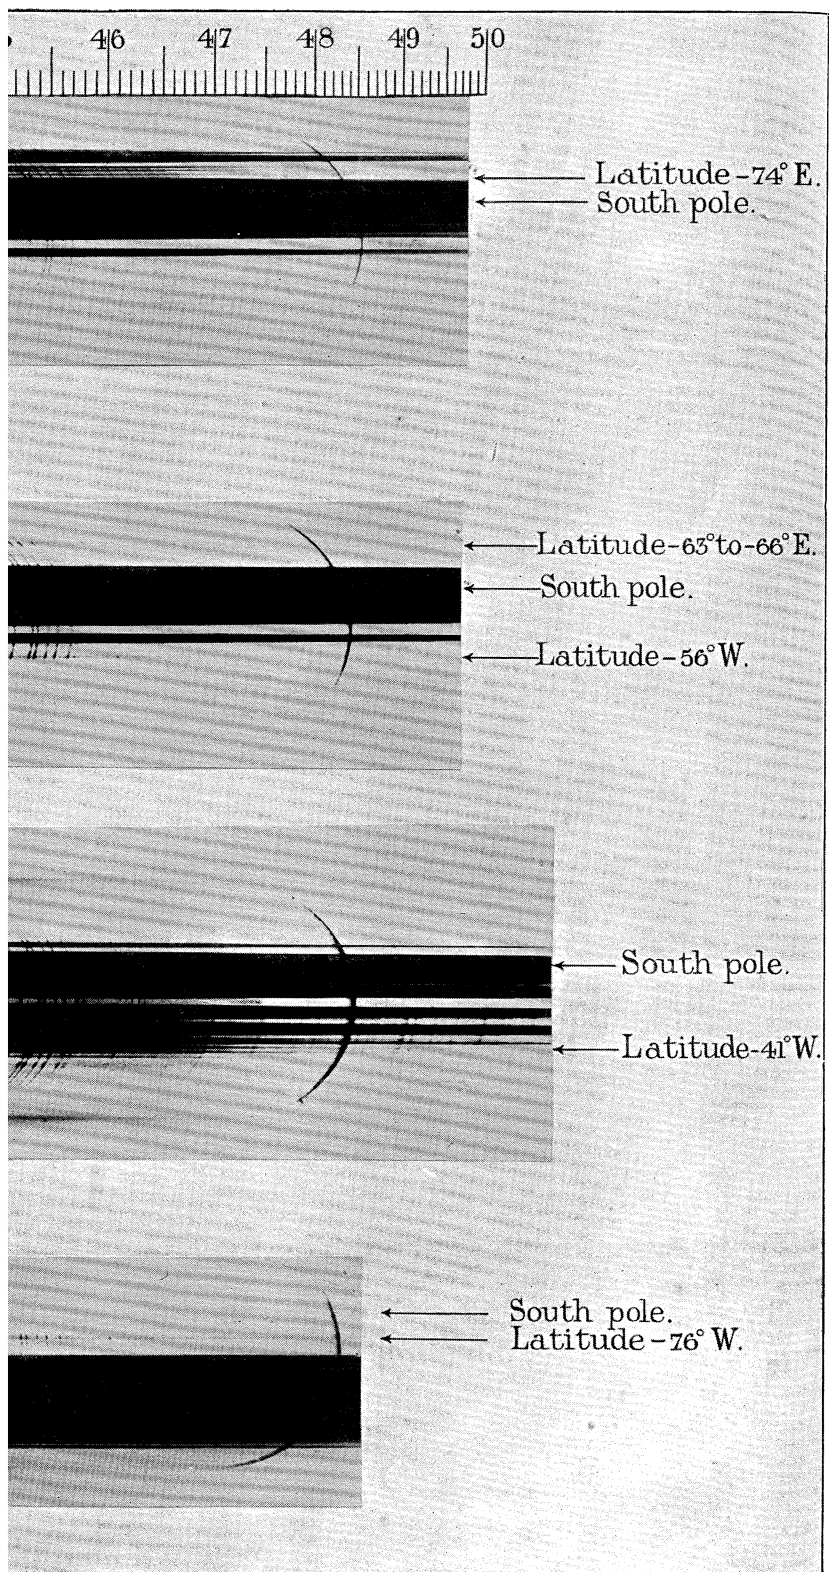 46 47 48 49 50
Latitude-74° E.
South pole.
Latitude-63° to -66° E.
South pole.
Latitude-56° W.
South pole.
Latitude-41° W.
South pole.
Latitude-76° W.